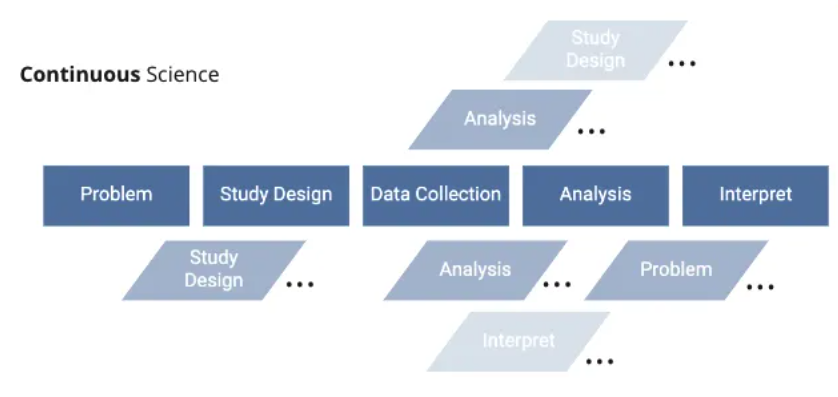 Study
Design
...
Continuous Science
Analysis
...
Problem
Study Design
Data Collection
Analysis
Interpret
Study
Design
...
Analysis
...
Problem
...
Interpret
...